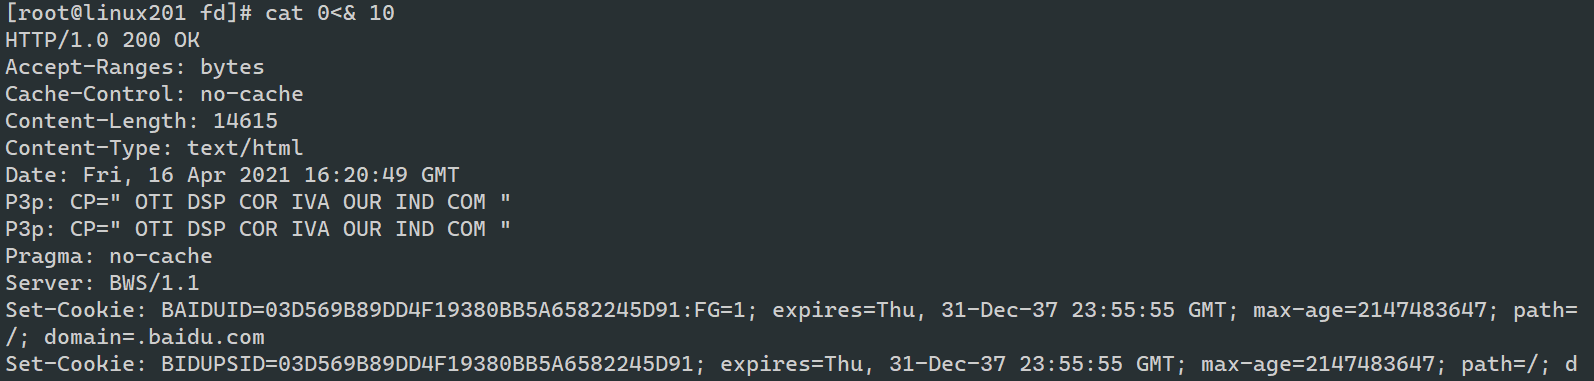 [root@linux201 fd]# cat 0<& 10
HTTP/1.0 200 OK
Accept-Ranges: bytes
Cache-Control: no-cache
Content-Length: 14615
Content-Type: text/html
Date: Fri, 16 Apr 2021 16:20:49 GMT
P3p: CP=" OTI DSP COR IVA OUR IND COM "
P3p: CP=" OTI DSP COR IVA OUR IND COM "
Pragma: no-cache
Server: BWS/1.1
Set-Cookie: BAIDUID=03D569B89DD4F19380BB5A6582245D91:FG=1; expires=Thu, 31-Dec-37 23:55:55 GMT; max-age=2147483647; path=
/; domain=.baidu.com
Set-Cookie: BIDUPSID=03D569B89DD4F19380BB5A6582245D91; expires=Thu, 31-Dec-37 23:55:55 GMT; max-age=2147483647; path=/; d